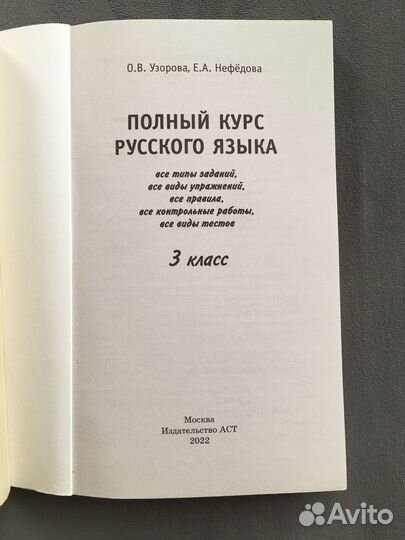 О.В. Узорова, Е.А. Нефёдова
ПОЛНЫЙ КУРС
РУССКОГО ЯЗЫКА
все типы заданий,
все виды упражнений,
все правила,
все контрольные работы,
все виды тестов
3 класс
Москва
Издательство АСТ
2022
Avito